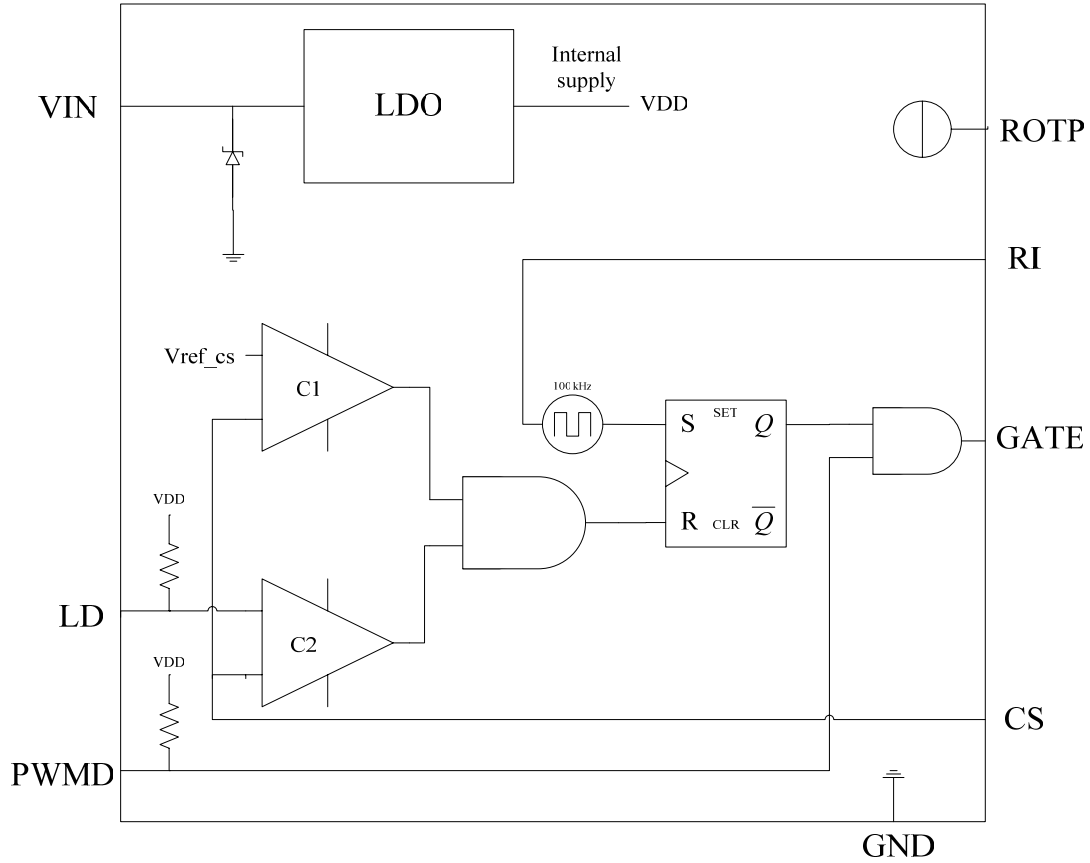 Internal
supply
VIN
LDO
VDD
ROTP
RI
Vref_cs
C1
100 kHz
S
SET
Q
GATE
VDD
R
CLR
Q
LD
C2
VDD
CS
PWMD
GND